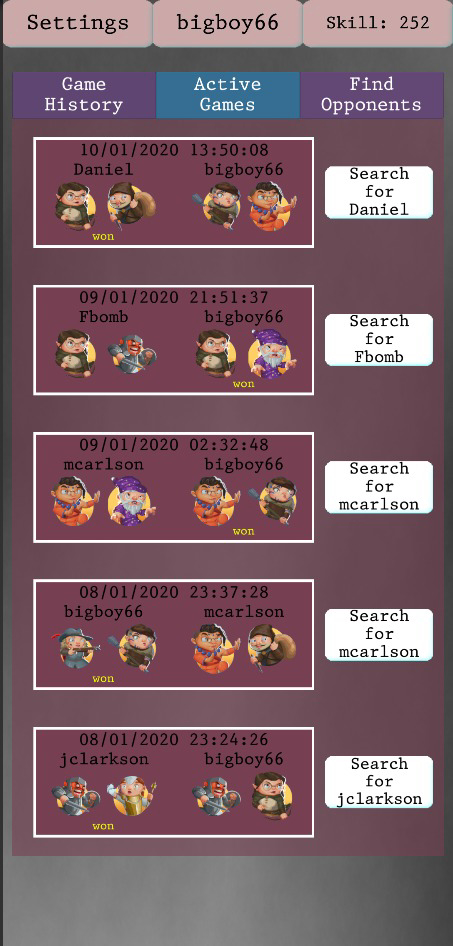 Settings
bigboy66
Skill: 252
Game
History
Active
Games
Find
Opponents
10/01/2020 13:50:08
Daniel bigboy66
won
Search
for
Daniel
09/01/2020 21:51:37
Fbomb bigboy66
won
Search
for
Fbomb
09/01/2020 02:32:48
mcarlson bigboy66
won
Search
for
mcarlson
08/01/2020 23:37:28
bigboy66 mcarlson
won
Search
for
mcarlson
08/01/2020 23:24:26
jclarkson bigboy66
won
Search
for
jclarkson